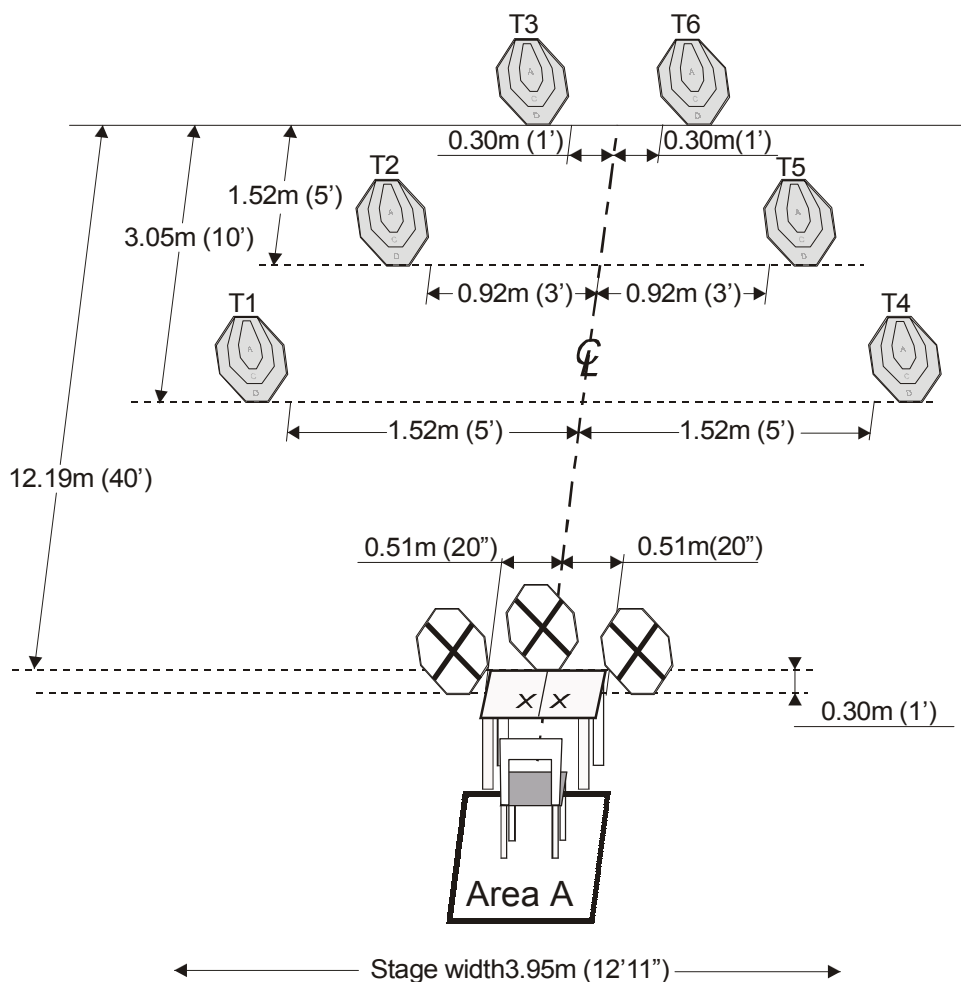 T3 T6
A A
C C
D D
0.30m (1’) 0.30m(1’)
T2 T5
1.52m (5’)
A A
C C
D B
3.05m (10’)
0.92m (3’) 0.92m (3’)
T1 T4
℄
A A
C C
D B
1.52m (5’) 1.52m (5’)
12.19m (40’)
0.51m (20”) 0.51m(20”)
X X
0.30m (1’)
Area A
Stage width3.95m (12’11”)